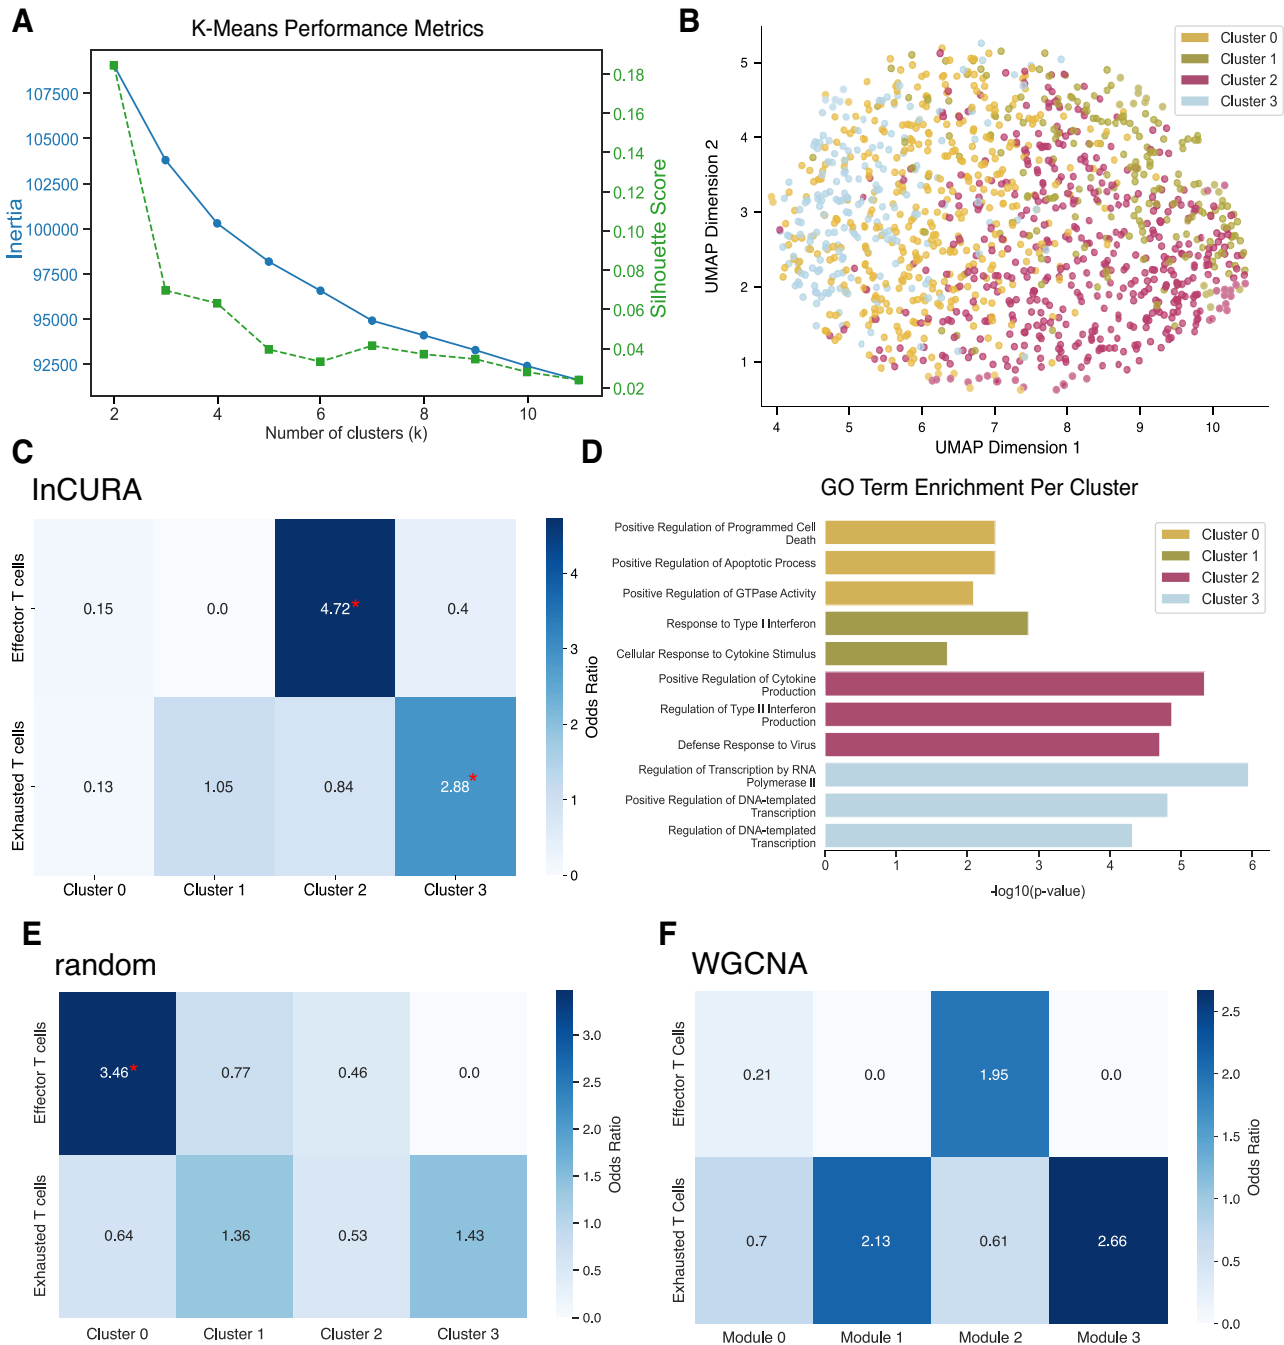 A
K-Means Performance Metrics
107500
105000
102500
100000
97500
95000
92500
Inertia
0.18
0.16
0.14
0.12
0.10
0.08
0.06
0.04
0.02
Silhouette Score
2
4
6
8
10
Number of clusters (k)
B
5
4
3
2
1
UMAP Dimension 2
4
5
6
7
8
9
10
UMAP Dimension 1
Cluster 0
Cluster 1
Cluster 2
Cluster 3
C
InCURA
Effector T cells
Exhausted T cells
0.15
0.0
4.72*
0.4
0.13
1.05
0.84
2.88*
Cluster 0
Cluster 1
Cluster 2
Cluster 3
4
3
2
1
0
Odds Ratio
D
GO Term Enrichment Per Cluster
Positive Regulation of Programmed Cell
Death
Positive Regulation of Apoptotic Process
Positive Regulation of GTPase Activity
Response to Type I Interferon
Cellular Response to Cytokine Stimulus
Positive Regulation of Cytokine
Production
Regulation of Type II Interferon
Production
Defense Response to Virus
Regulation of Transcription by RNA
Polymerase II
Positive Regulation of DNA-templated
Transcription
Regulation of DNA-templated
Transcription
0
1
2
3
4
5
6
-log10(p-value)
Cluster 0
Cluster 1
Cluster 2
Cluster 3
E
random
Effector T cells
Exhausted T cells
3.46*
0.77
0.46
0.0
0.64
1.36
0.53
1.43
Cluster 0
Cluster 1
Cluster 2
Cluster 3
3.0
2.5
2.0
1.5
1.0
0.5
0.0
Odds Ratio
F
WGCNA
Effector T Cells
Exhausted T Cells
0.21
0.0
1.95
0.0
0.7
2.13
0.61
2.66
Module 0
Module 1
Module 2
Module 3
2.5
2.0
1.5
1.0
0.5
0.0
Odds Ratio